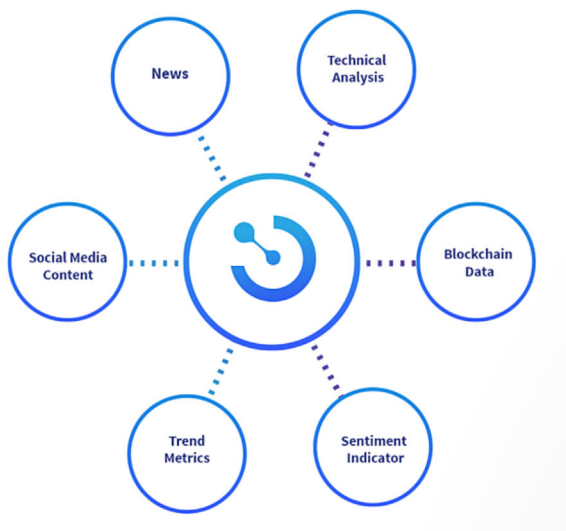 News
Technical
Analysis
Social Media
Content
Blockchain
Data
Trend
Metrics
Sentiment
Indicator